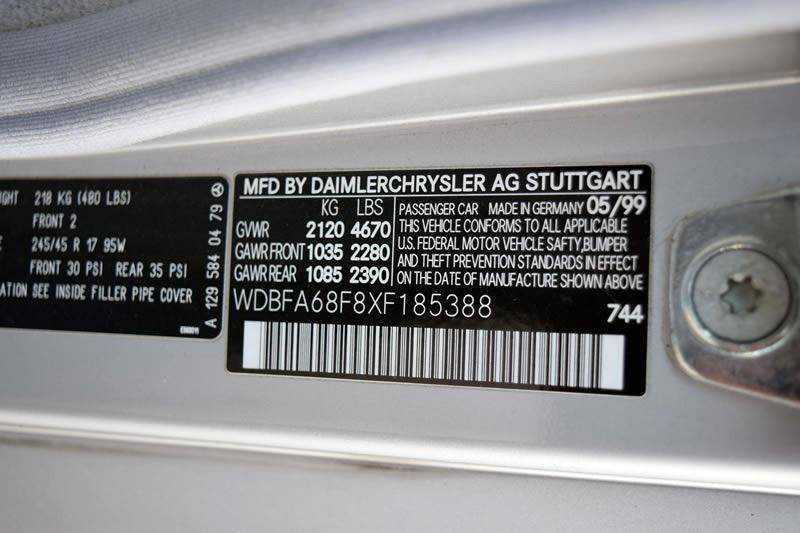 GHT 218 KG (480 LBS)
FRONT 2
E 245/45 R 17 95W
FRONT 30 PSI REAR 35 PSI
ATION SEE INSIDE FILLER PIPE COVER
A 129 584 04 79
MFD BY DAIMLERCHRYSLER AG STUTTGART
KG LBS
GVWR 2120 4670
GAWR FRONT 1035 2280
GAWR REAR 1085 2390
PASSENGER CAR MADE IN GERMANY 05/99
THIS VEHICLE CONFORMS TO ALL APPLICABLE
U.S. FEDERAL MOTOR VEHICLE SAFTY,BUMPER
AND THEFT PREVENTION STANDARDS IN EFFECT
ON THE DATE OF MANUFACTURE SHOWN ABOVE
WDBFA68F8XF185388
744